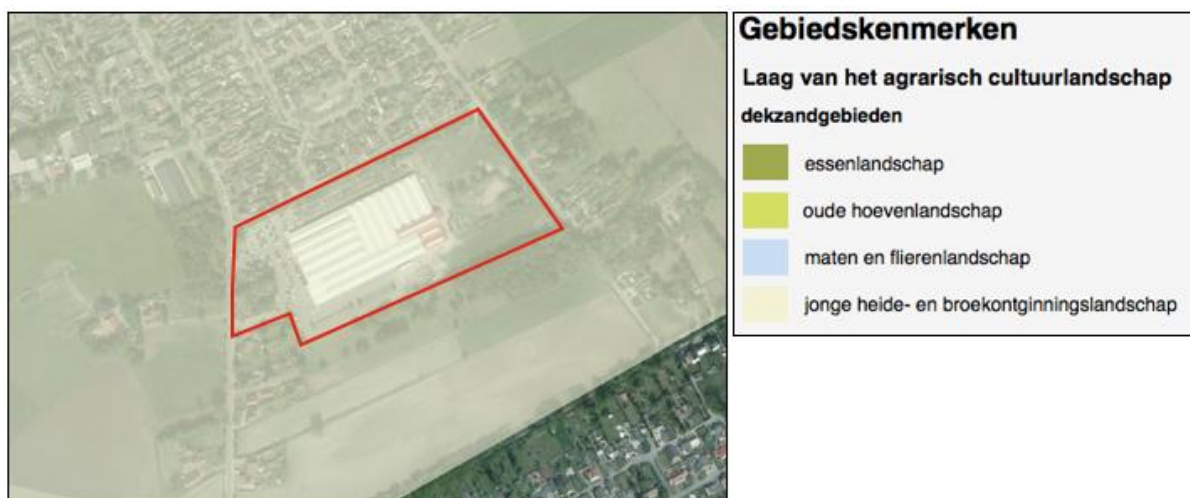 Gebiedskenmerken
Laag van het agrarisch cultuurlandschap
dekzandgebieden
essenlandschap
oude hoevenlandschap
maten en flierenlandschap
jonge heide- en broekontginningslandschap